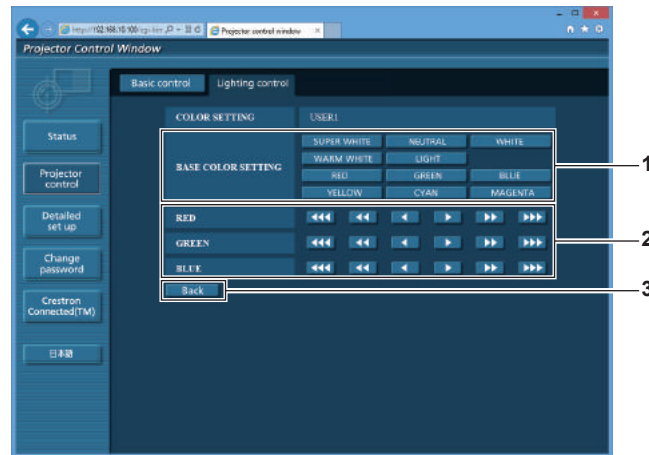 Projector control window
Projector Control Window
Basic control
Lighting control
COLOR SETTING USER1
BASE COLOR SETTING
SUPER WHITE NEUTRAL WHITE
WARM WHITE LIGHT
RED GREEN BLUE
YELLOW CYAN MAGENTA
RED
GREEN
BLUE
Back
Status
Projector
control
Detailed
set up
Change
password
Crestron
Connected(TM)
日本語
1
2
3